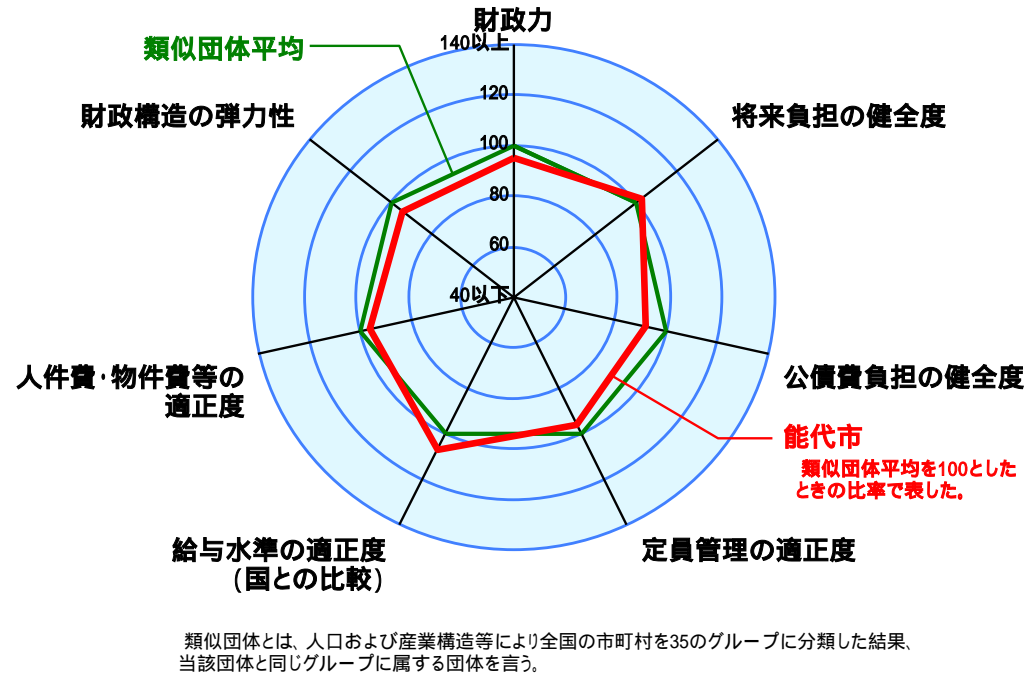 財政力
140以上
類似団体平均
120
財政構造の弾力性
将来負担の健全度
100
80
60
40以下
人件費・物件費等の
適正度
公債費負担の健全度
能代市
類似団体平均を100とした
ときの比率で表した。
給与水準の適正度
(国との比較)
定員管理の適正度
類似団体とは、人口および産業構造等により全国の市町村を35のグループに分類した結果、
当該団体と同じグループに属する団体を言う。